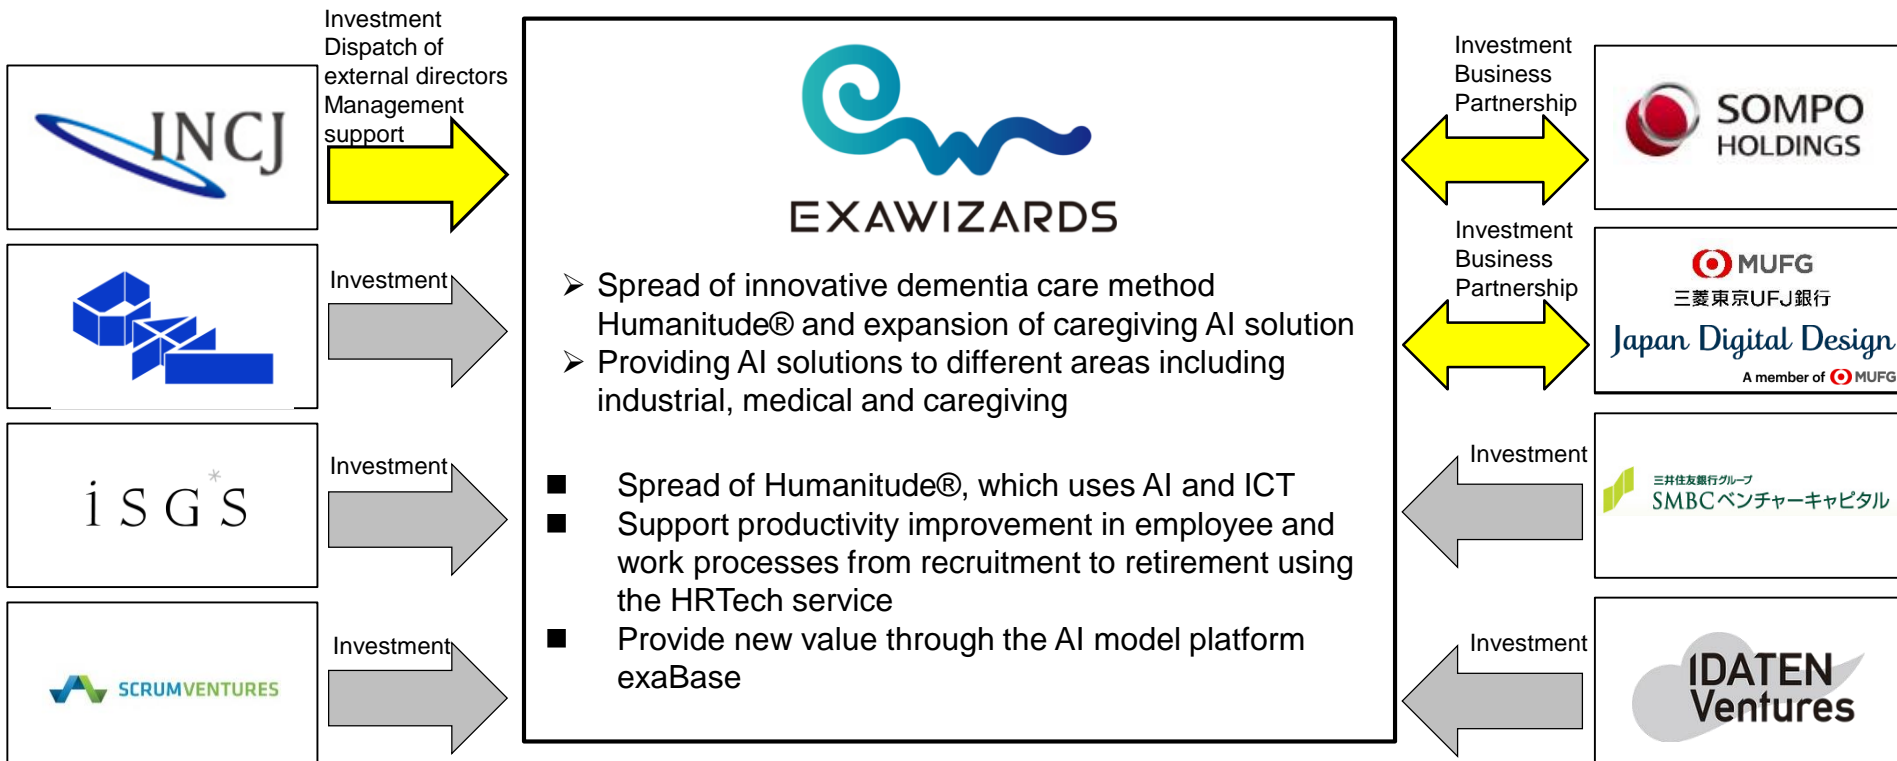 Investment
Dispatch of
external directors
Management
support
INCJ
Investment
Investment
iSGS
*
Investment
SCRUMVENTURES
EXAWIZARDS
➢ Spread of innovative dementia care method
Humanitude® and expansion of caregiving AI solution
➢ Providing AI solutions to different areas including
industrial, medical and caregiving
■ Spread of Humanitude®, which uses AI and ICT
■ Support productivity improvement in employee and
work processes from recruitment to retirement using
the HRTech service
■ Provide new value through the AI model platform
exaBase
Investment
Business
Partnership
SOMPO
HOLDINGS
Investment
Business
Partnership
MUFG
三菱東京UFJ銀行
Japan Digital Design
A member of MUFG
Investment
三井住友銀行グループ
SMBCベンチャーキャピタル
Investment
IDATEN
Ventures